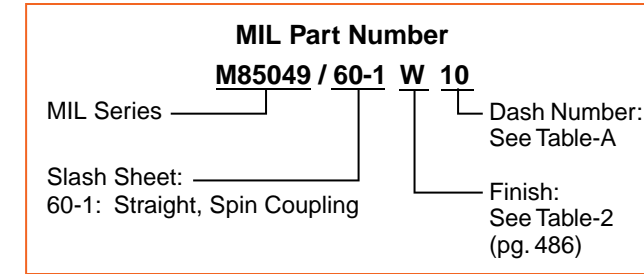 MIL Part Number
M85049 / 60-1 W 10
MIL Series
Dash Number:
See Table-A
Slash Sheet:
60-1: Straight, Spin Coupling
Finish:
See Table-2
(pg. 486)